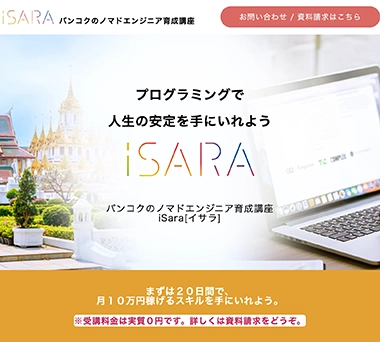 iSARA バンコクのノマドエンジニア育成講座
お問い合わせ / 資料請求はこちら
プログラミングで
人生の安定を手にいれよう
iSARA
バンコクのノマドエンジニア育成講座
iSara[イサラ]
まずは２０日間で、
月１０万円稼げるスキルを手にいれよう。
※受講料金は実質０円です。詳しくは資料請求をどうぞ。